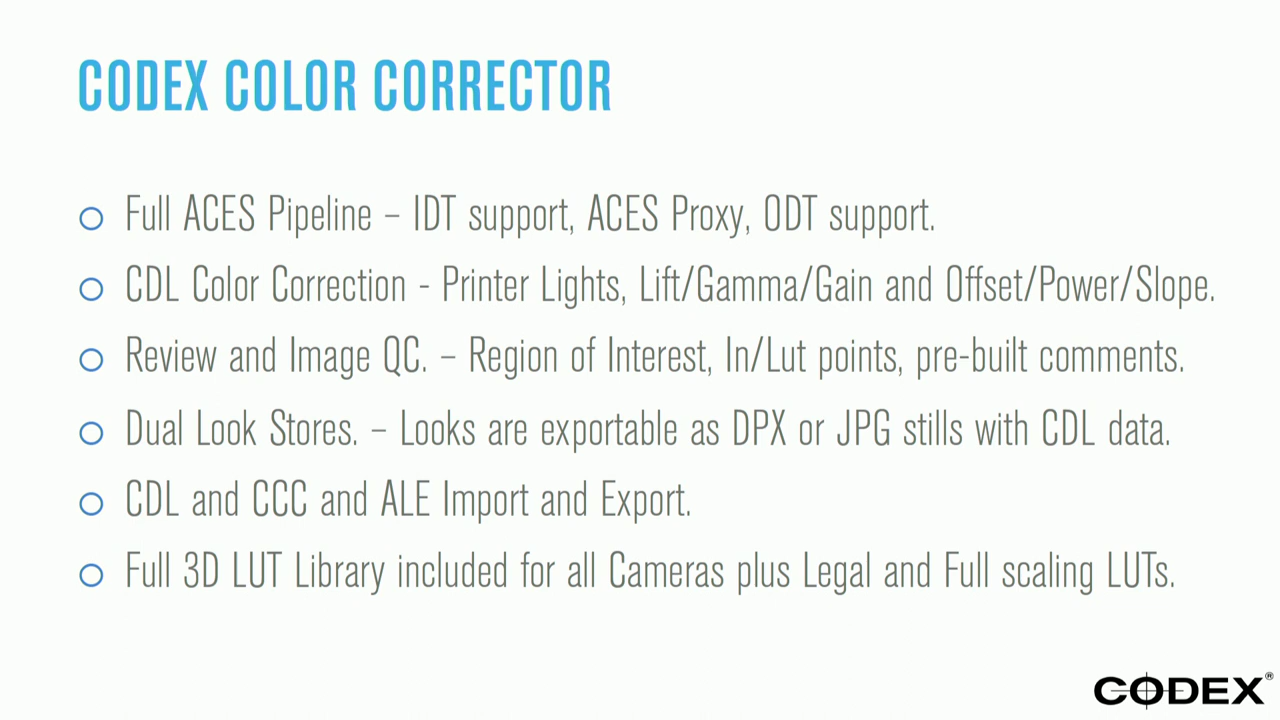 CODEX COLOR CORRECTOR
Full ACES Pipeline – IDT support, ACES Proxy, ODT support.
CDL Color Correction - Printer Lights, Lift/Gamma/Gain and Offset/Power/Slope.
Review and Image QC. – Region of Interest, In/Lut points, pre-built comments.
Dual Look Stores. – Looks are exportable as DPX or JPG stills with CDL data.
CDL and CCC and ALE Import and Export.
Full 3D LUT Library included for all Cameras plus Legal and Full scaling LUTs.
CODEX®